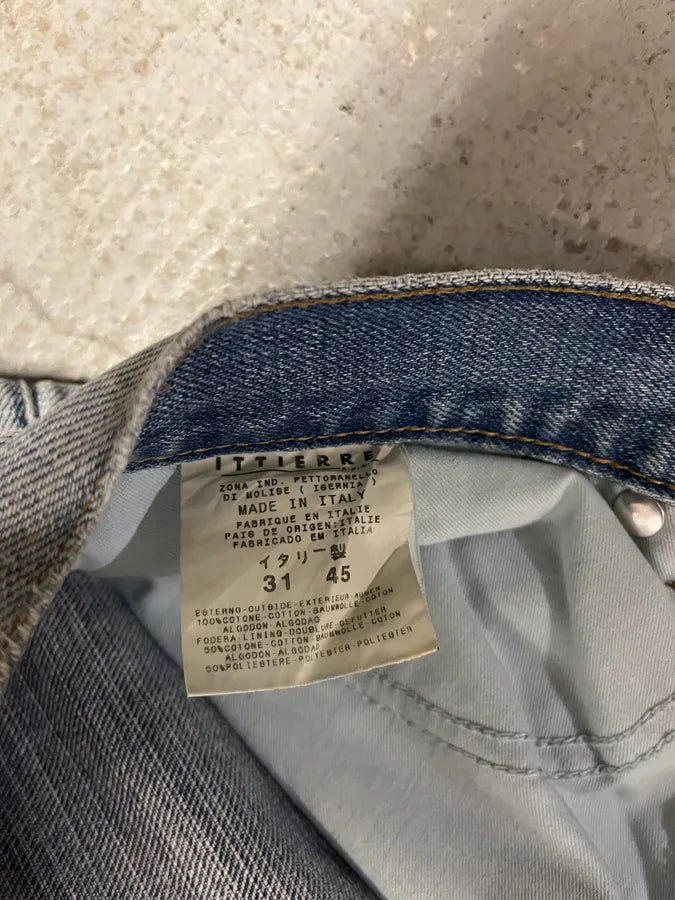 ITTIERRE
ZONA IND. PETTORANELLO
DI MOLISE ( ISERNIA )
MADE IN ITALY
FABRIQUE EN ITALIE
PAIS DE ORIGEN:ITALIE
FABRICADO EM ITALIA
イタリー製
31 45
ESTERNO-OUTSIDE-EXTERIEUR-AUSEN
100%COTONE-COTTON-BAUMWOLLE-COTON
ALGODON-ALGODAO
FODERA-LINING-DOUBLURE-GEFUTTER
50%COTONE-COTTON-BAUMWOLLE-COTON
ALGODON-ALGODAO
50%POLIESTERE-POLYESTER-POLIESTER